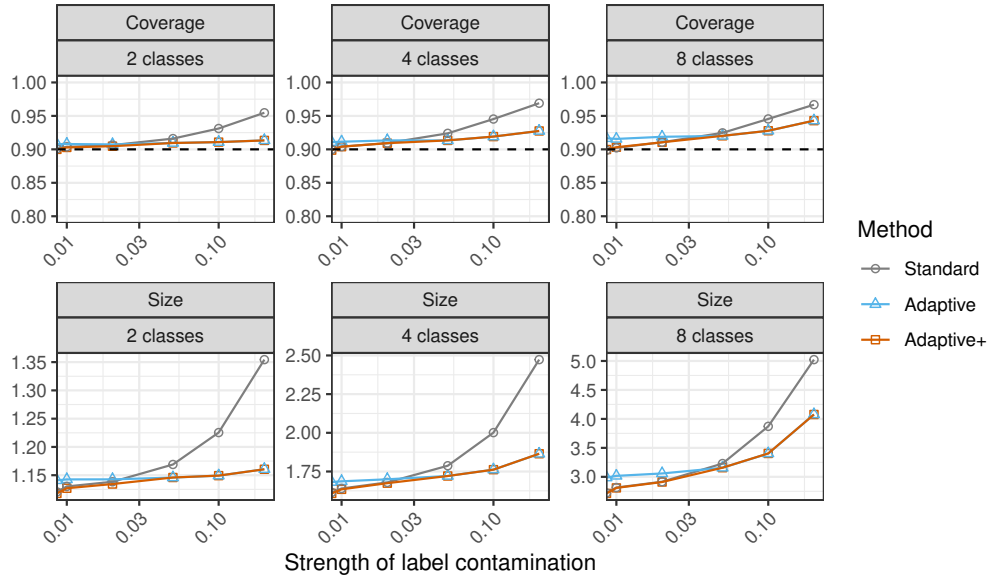 Coverage Coverage Coverage
2 classes 4 classes 8 classes
1.00 1.00 1.00
0.95 0.95 0.95
0.90 0.90 0.90
0.85 0.85 0.85
0.80 0.80 0.80
0.01 0.03 0.10 0.01 0.03 0.10 0.01 0.03 0.10
Size Size Size
2 classes 4 classes 8 classes
1.35
1.30
1.25
1.20
1.15
2.50
2.25
2.00
1.75
5.0
4.5
4.0
3.5
3.0
0.01 0.03 0.10 0.01 0.03 0.10 0.01 0.03 0.10
Strength of label contamination
Method
Standard
Adaptive
Adaptive+